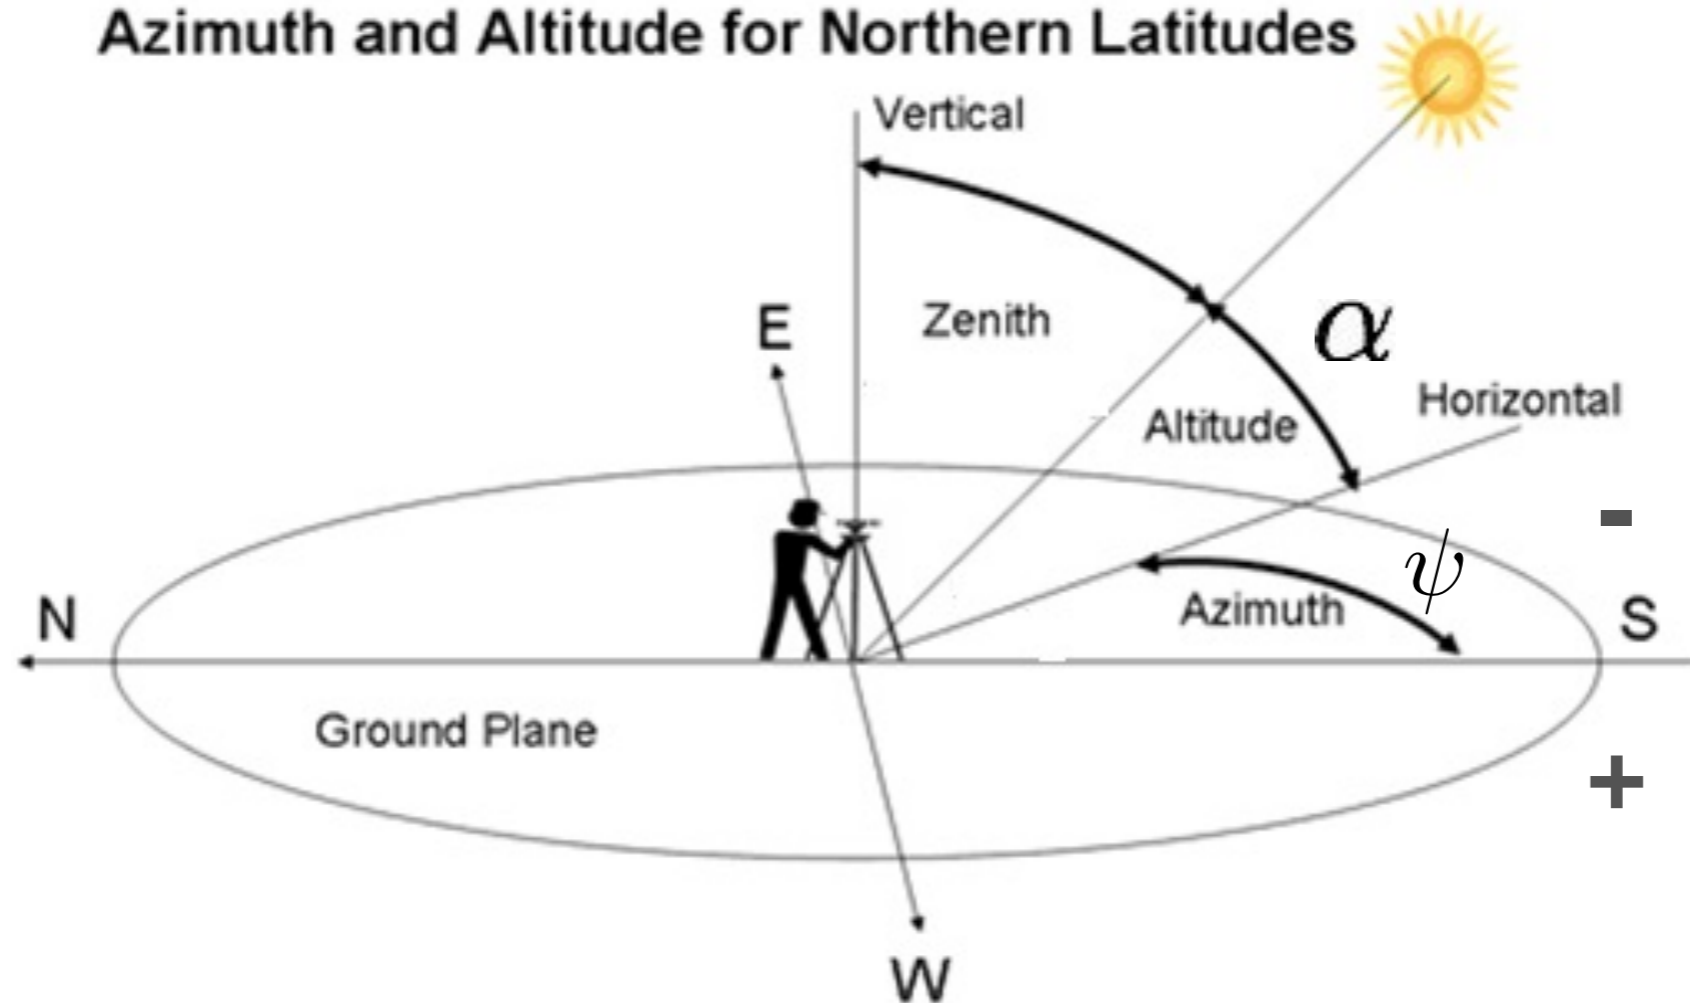 Azimuth and Altitude for Northern Latitudes
Vertical
E
Zenith
α
Altitude
Horizontal
-
ψ
Azimuth
N
S
Ground Plane
+
W